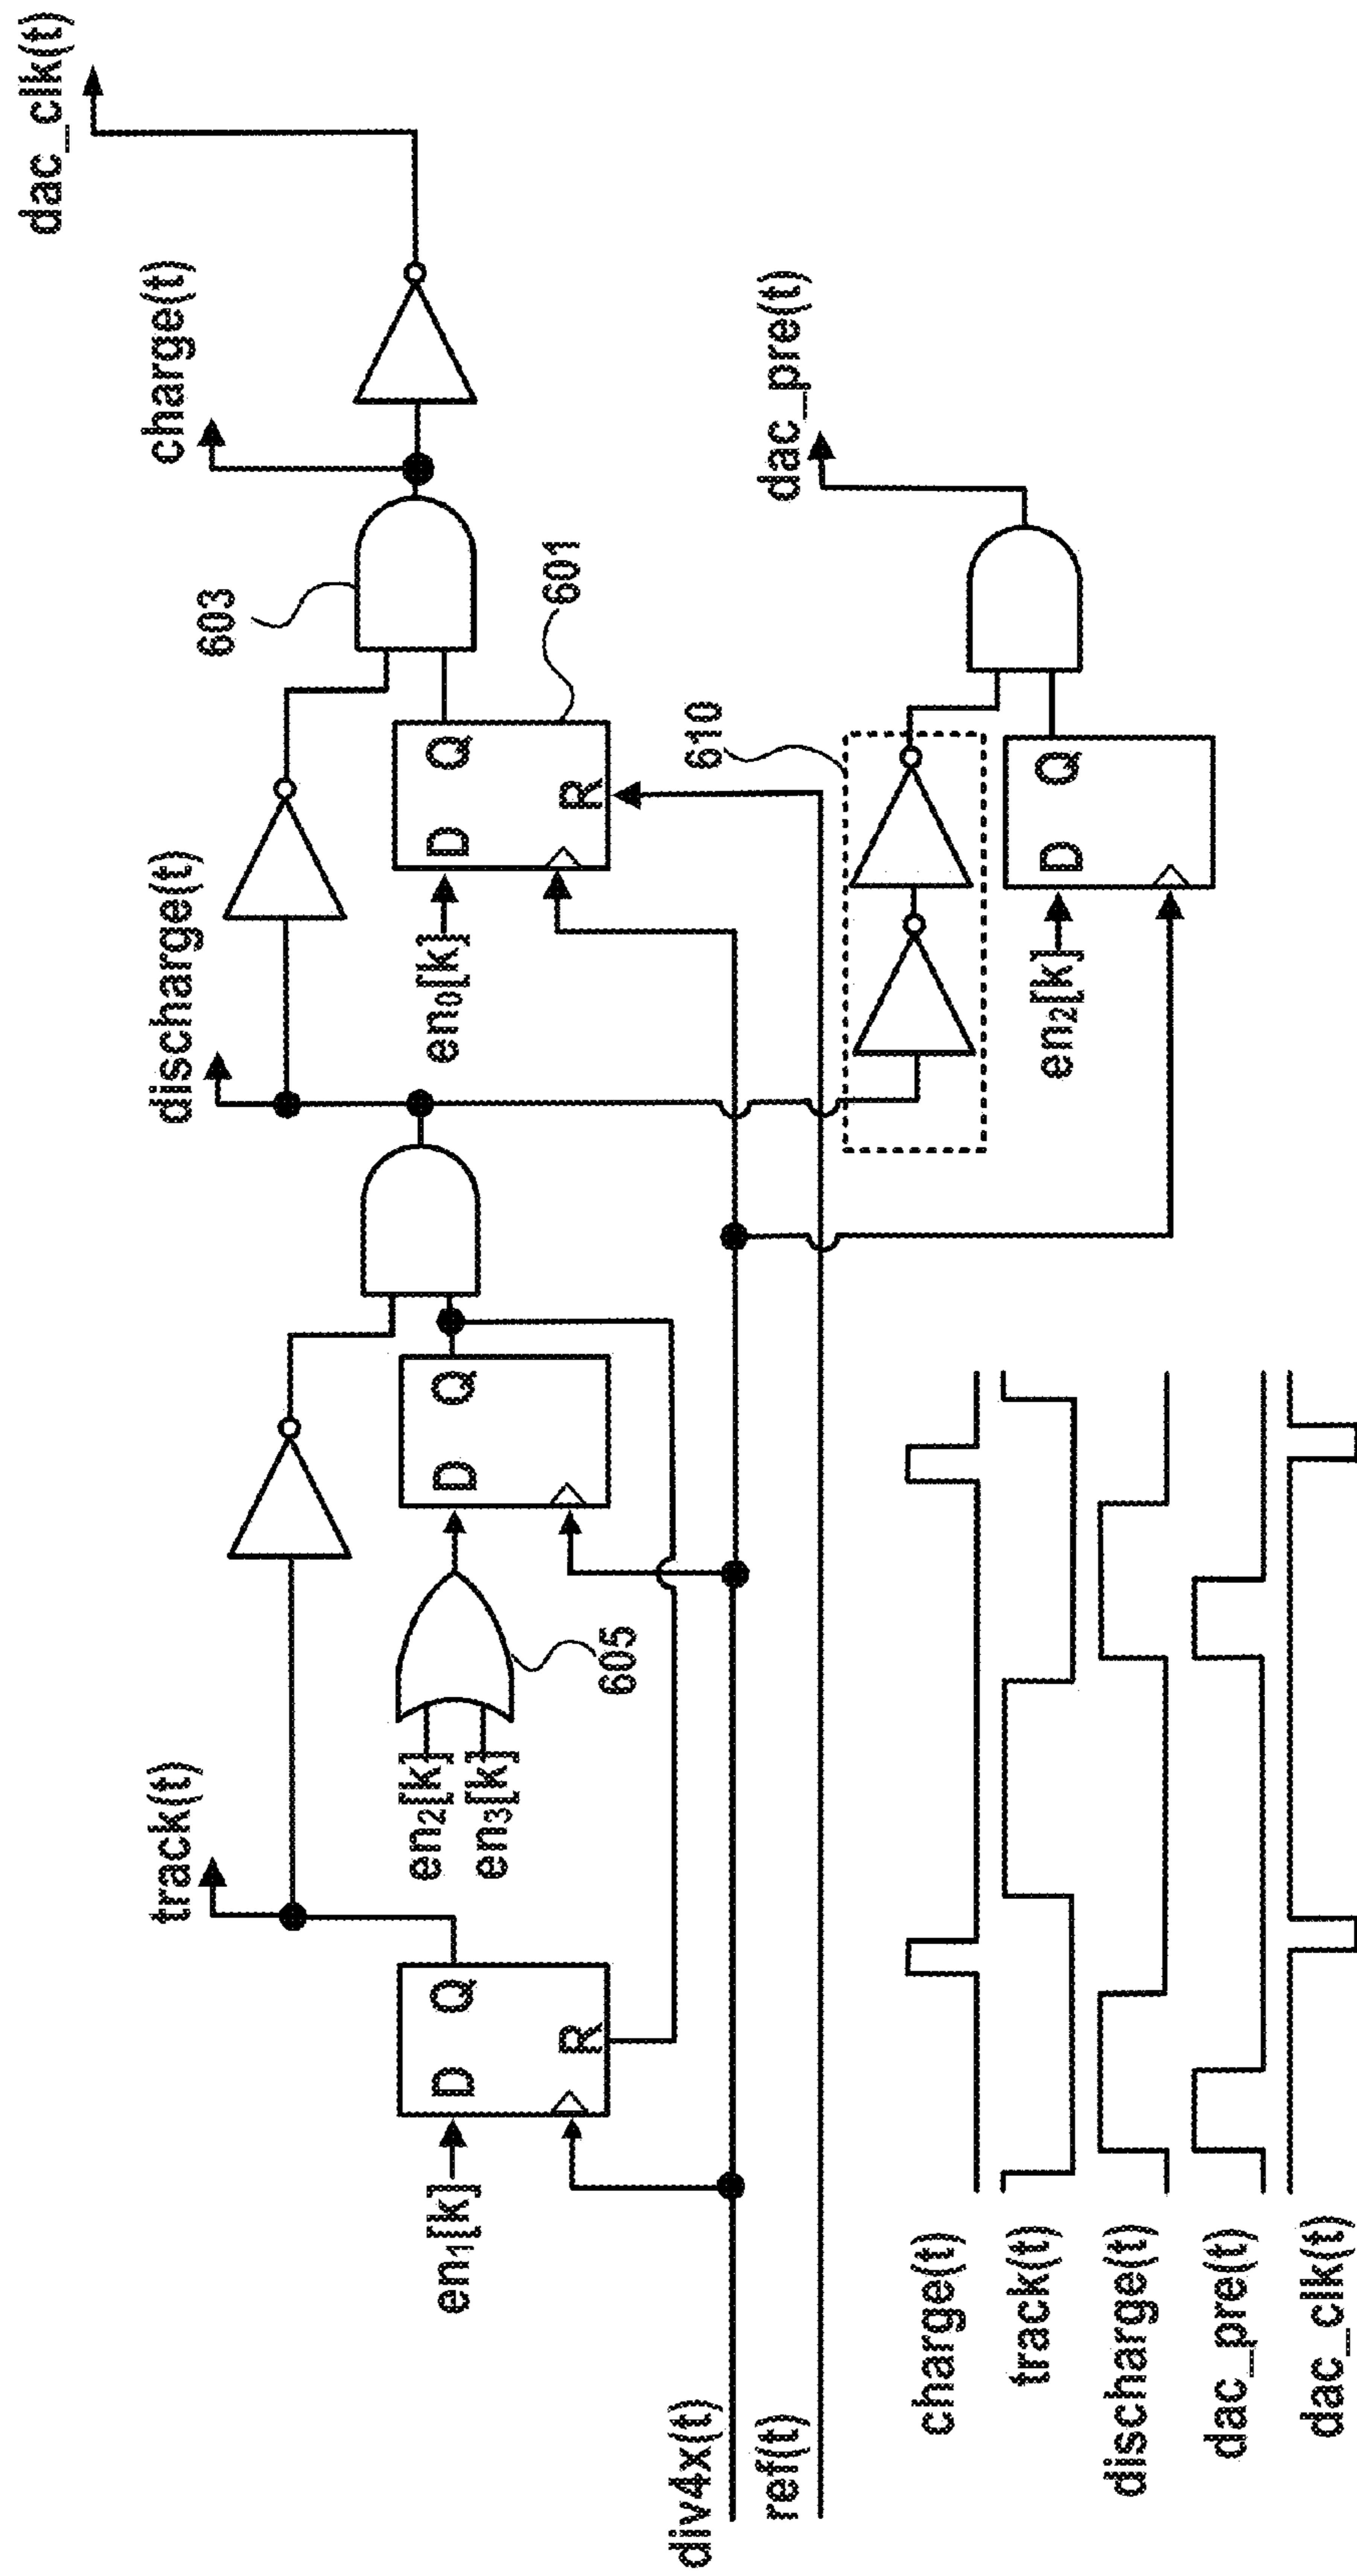 track(t)
discharge(t)
charge(t)
dac_clk(t)
603
en₁[k]
D
Q
R
en₂[k]
en₃[k]
605
D
Q
en₀[k]
D
Q
R
601
div4x(t)
ref(t)
610
dac_pre(t)
en₂[k]
D
Q
charge(t)
track(t)
discharge(t)
dac_pre(t)
dac_clk(t)